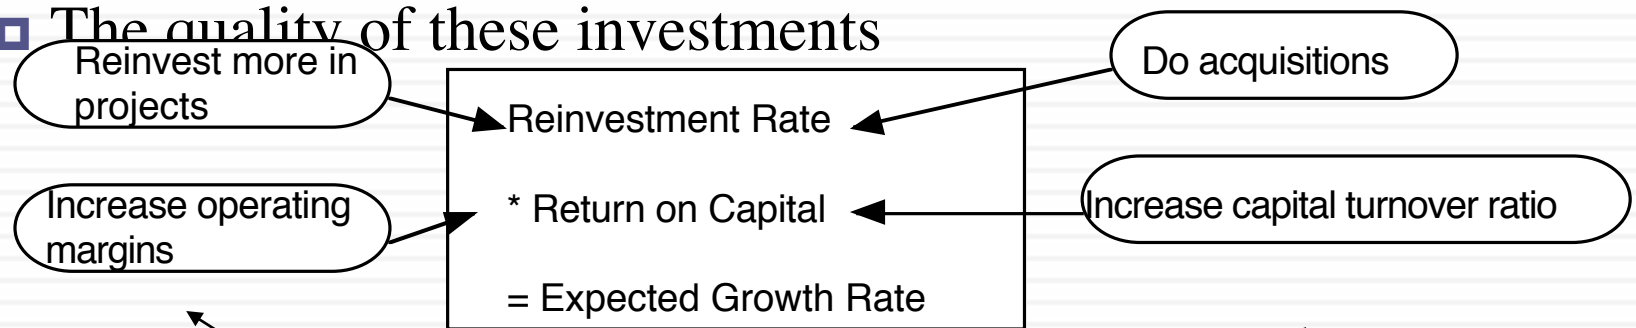 The quality of these investments
Reinvest more in
projects
Do acquisitions
Reinvestment Rate
Increase operating
margins
* Return on Capital
Increase capital turnover ratio
= Expected Growth Rate